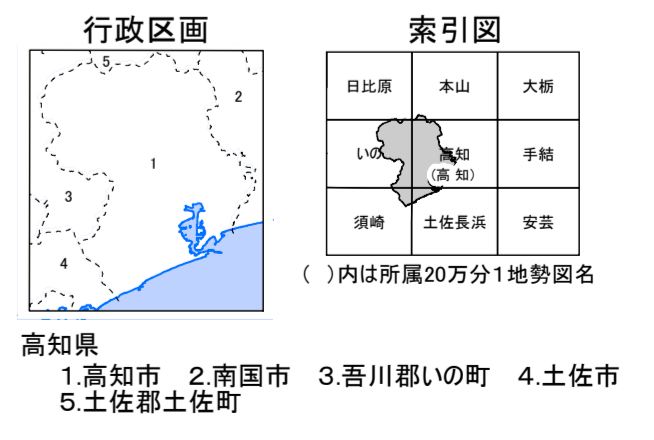 行政区画
索引図
5
2
1
3
4
日比原 本山 大栃
いの 高知 手結
(高知)
須崎 土佐長浜 安芸
( )内は所属20万分1地勢図名
高知県
1.高知市 2.南国市 3.吾川郡いの町 4.土佐市
5.土佐郡土佐町